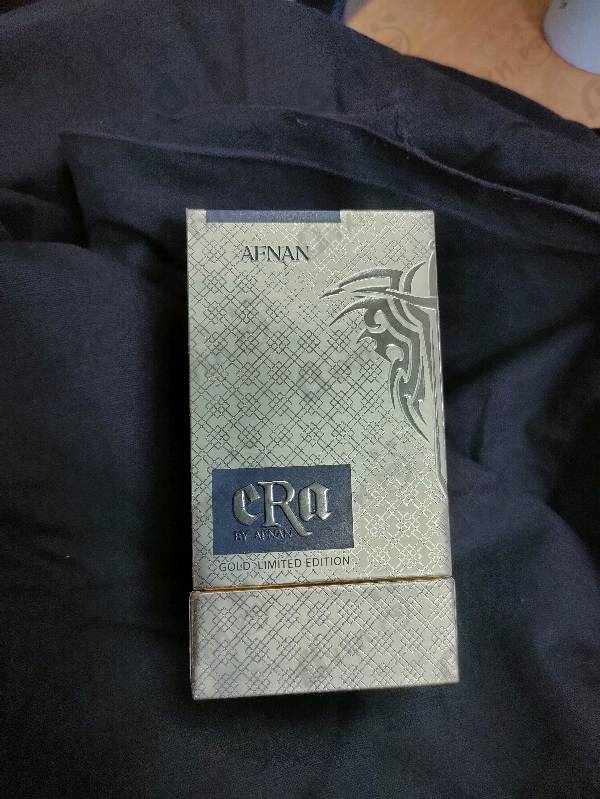 AFNAN
eRa
BY AFNAN
GOLD LIMITED EDITION